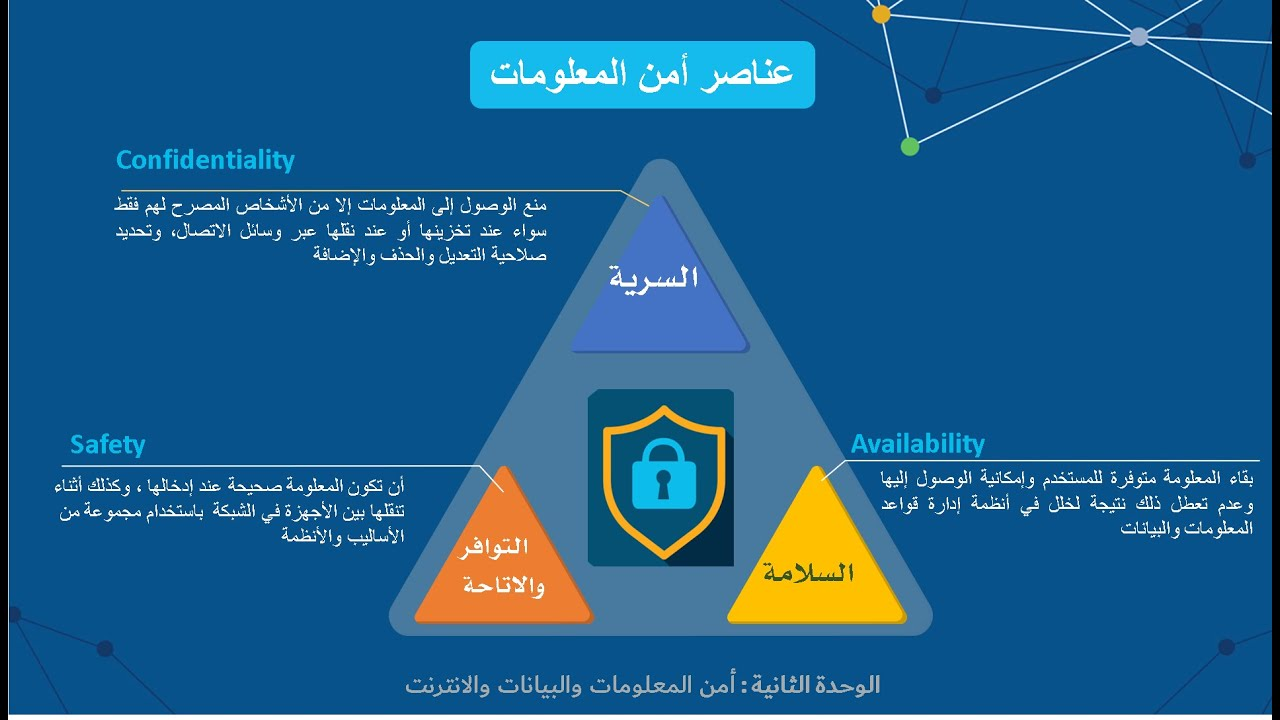 عناصر أمن المعلومات
Confidentiality
منع الوصول إلى المعلومات إلا من الأشخاص المصرح لهم فقط
سواء عند تخزينها أو عند نقلها عبر وسائل الاتصال، وتحديد
صلاحية التعديل والحذف والإضافة
السرية
Availability
بقاء المعلومة متوفرة للمستخدم وإمكانية الوصول إليها
وعدم تعطل ذلك نتيجة لخلل في أنظمة إدارة قواعد
المعلومات والبيانات
السلامة
Safety
أن تكون المعلومة صحيحة عند إدخالها ، وكذلك أثناء
تنقلها بين الأجهزة في الشبكة باستخدام مجموعة من
الأساليب والأنظمة
التوافر
والاتاحة
الوحدة الثانية : أمن المعلومات والبيانات والانترنت